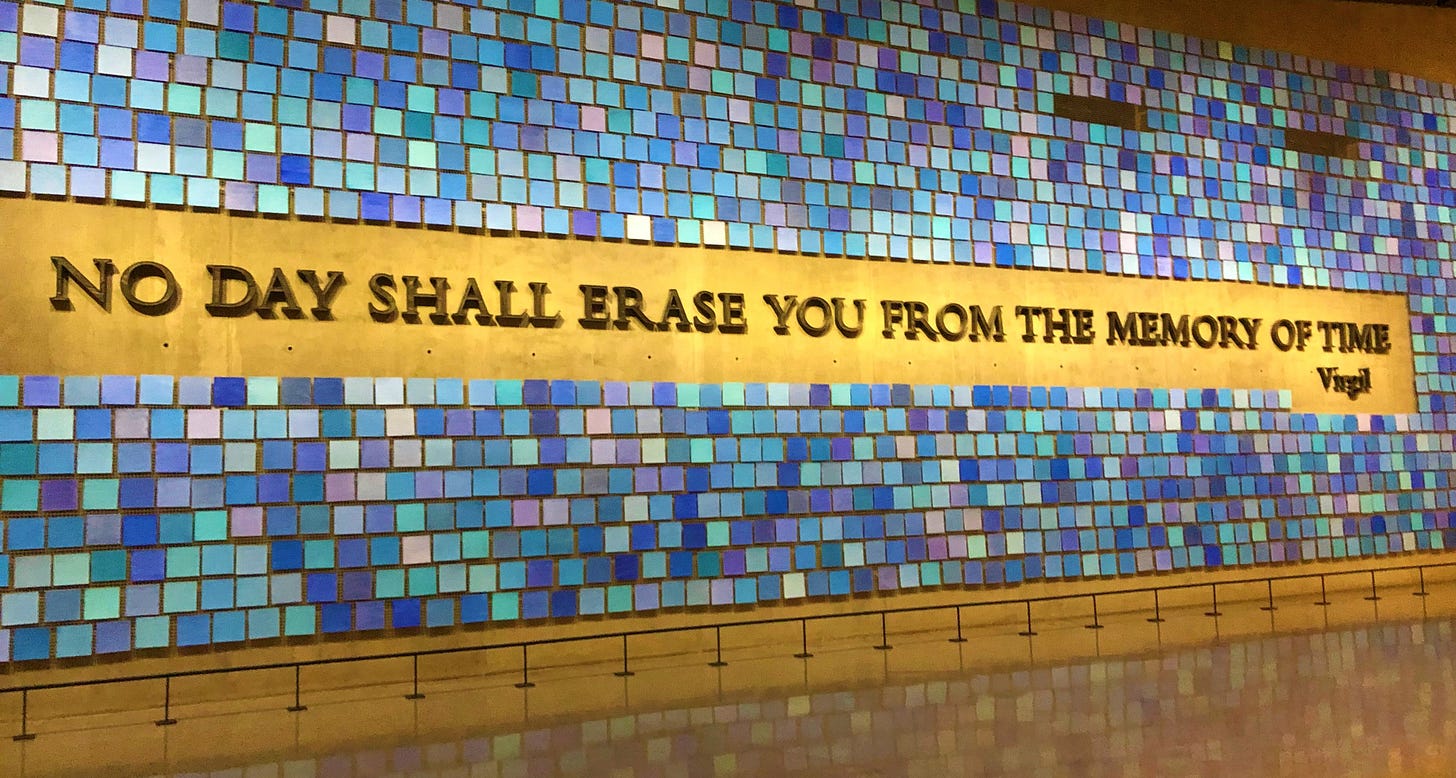 NO DAY SHALL ERASE YOU FROM THE MEMORY OF TIME
Virgil